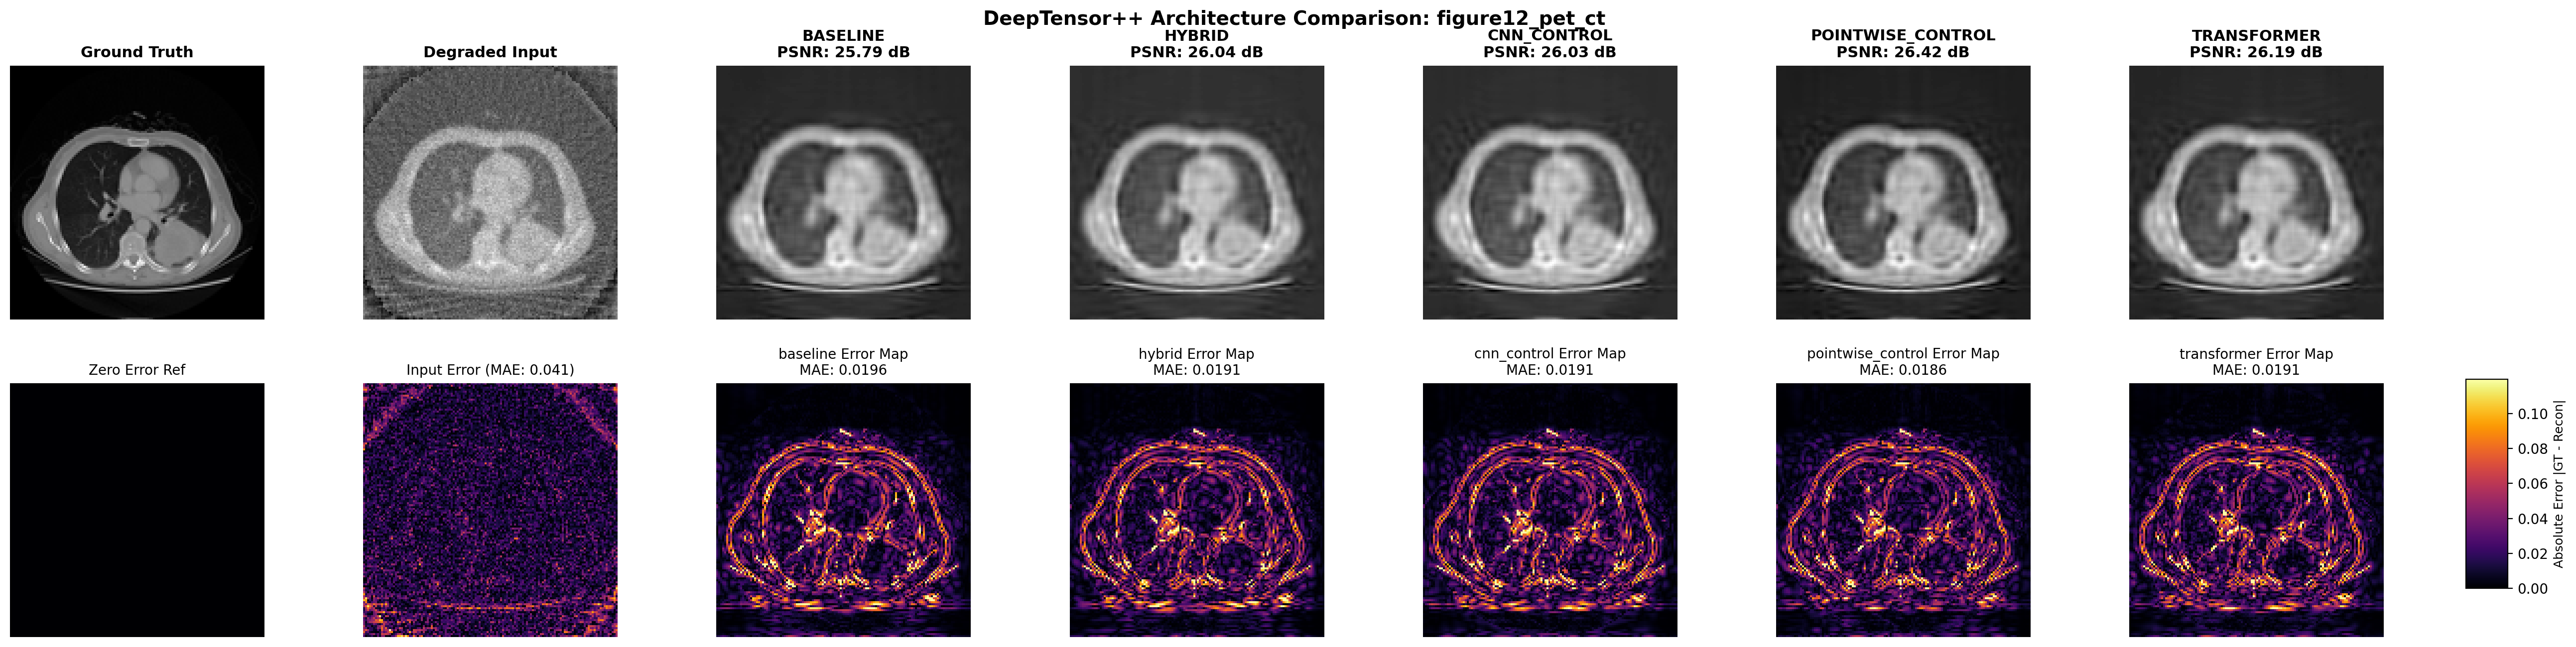 DeepTensor++ Architecture Comparison: figure12_pet_ct
Ground Truth
Degraded Input
BASELINE
PSNR: 25.79 dB
HYBRID
PSNR: 26.04 dB
CNN_CONTROL
PSNR: 26.03 dB
POINTWISE_CONTROL
PSNR: 26.42 dB
TRANSFORMER
PSNR: 26.19 dB
Zero Error Ref
Input Error (MAE: 0.041)
baseline Error Map
MAE: 0.0196
hybrid Error Map
MAE: 0.0191
cnn_control Error Map
MAE: 0.0191
pointwise_control Error Map
MAE: 0.0186
transformer Error Map
MAE: 0.0191
0.10
0.08
0.06
0.04
0.02
0.00
Absolute Error |GT - Recon|